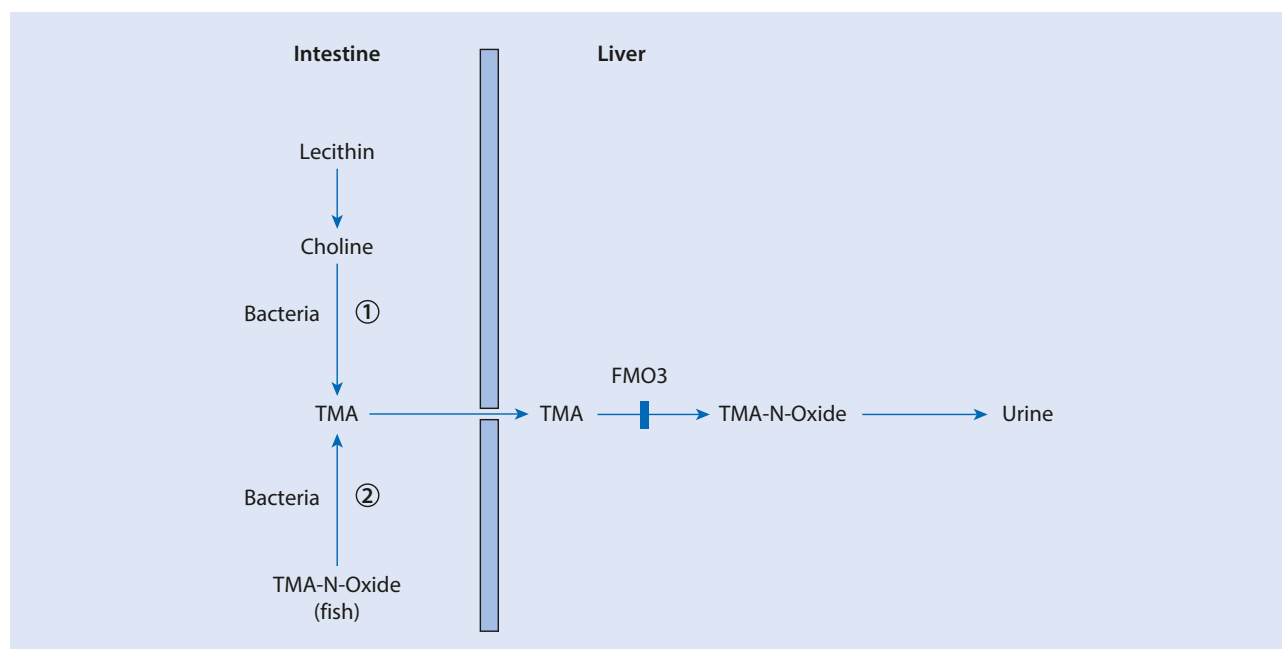 Intestine
Liver
Lecithin
Choline
Bacteria ①
FMO3
TMA TMA TMA-N-Oxide Urine
Bacteria ②
TMA-N-Oxide
(fish)